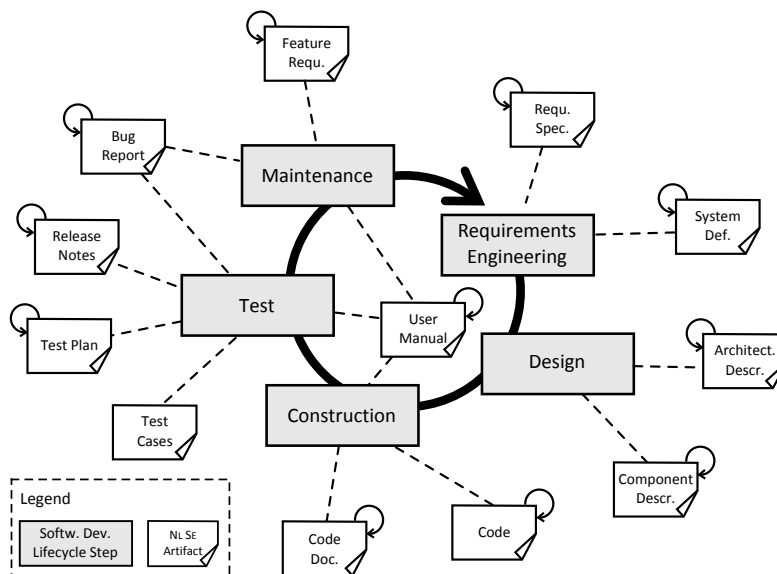 Feature
Requ.
Requ.
Spec.
Bug
Report
Maintenance
System
Def.
Requirements
Engineering
Release
Notes
Test
User
Manual
Test Plan
Design
Architect.
Descr.
Construction
Test
Cases
Component
Descr.
Code
Doc.
Code
Legend
Softw. Dev.
Lifecycle Step
NL SE
Artifact